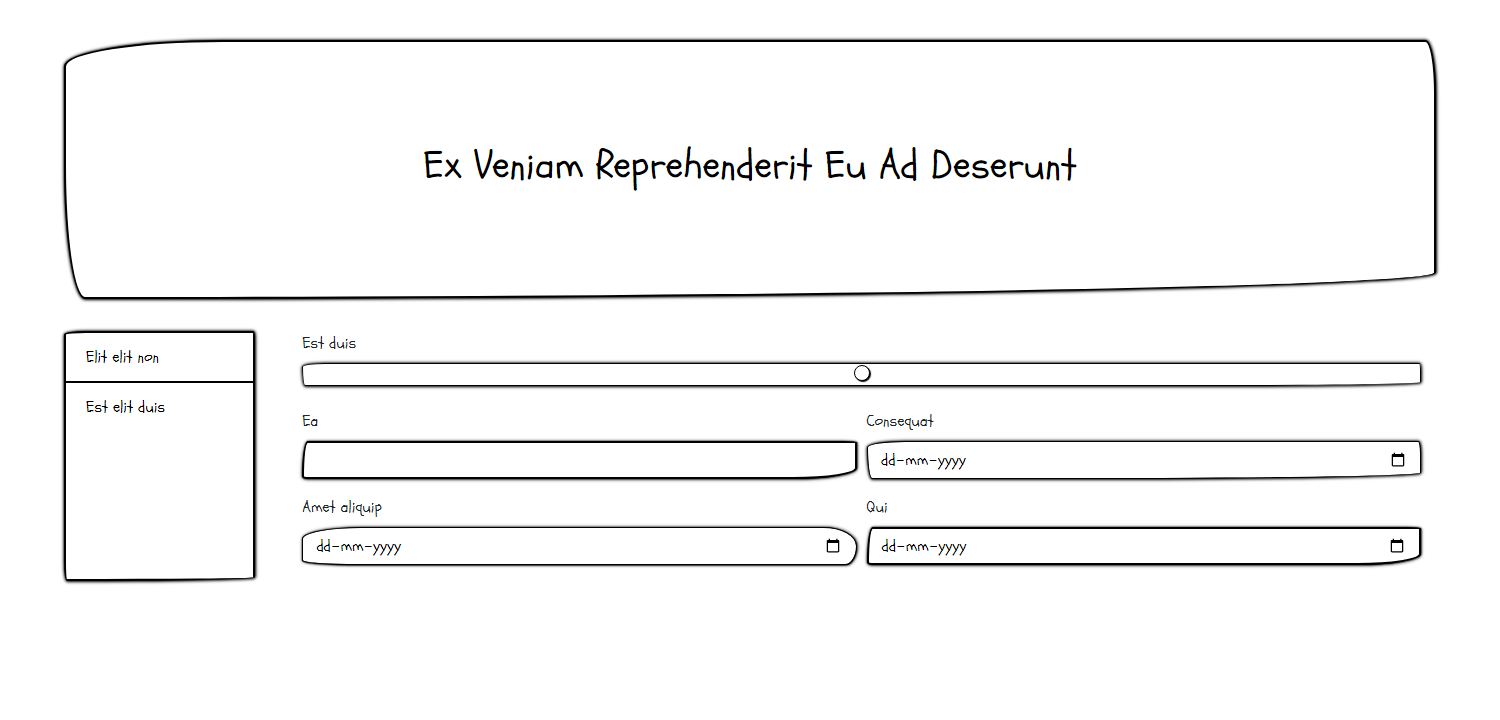 Ex Veniam Reprehenderit Eu Ad Deserunt
Elit elit non
Est elit duis
Est duis
Ea
Consequat
dd-mm-yyyy
Amet aliquip
Qui
dd-mm-yyyy
dd-mm-yyyy